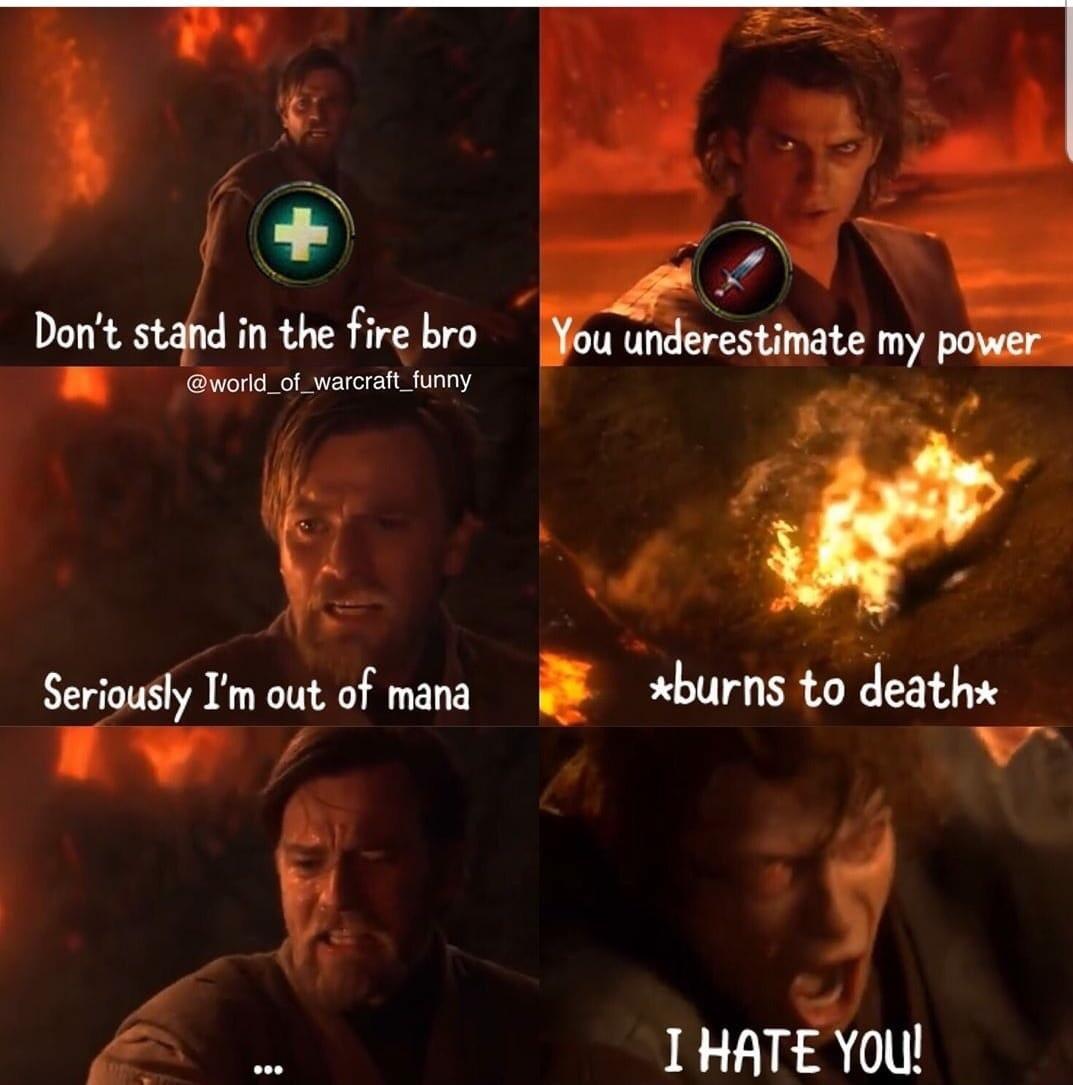 Don't stand in the fire bro
You underestimate my power
@world_of_warcraft_funny
Seriously I'm out of mana
*burns to death*
...
I HATE YOU!